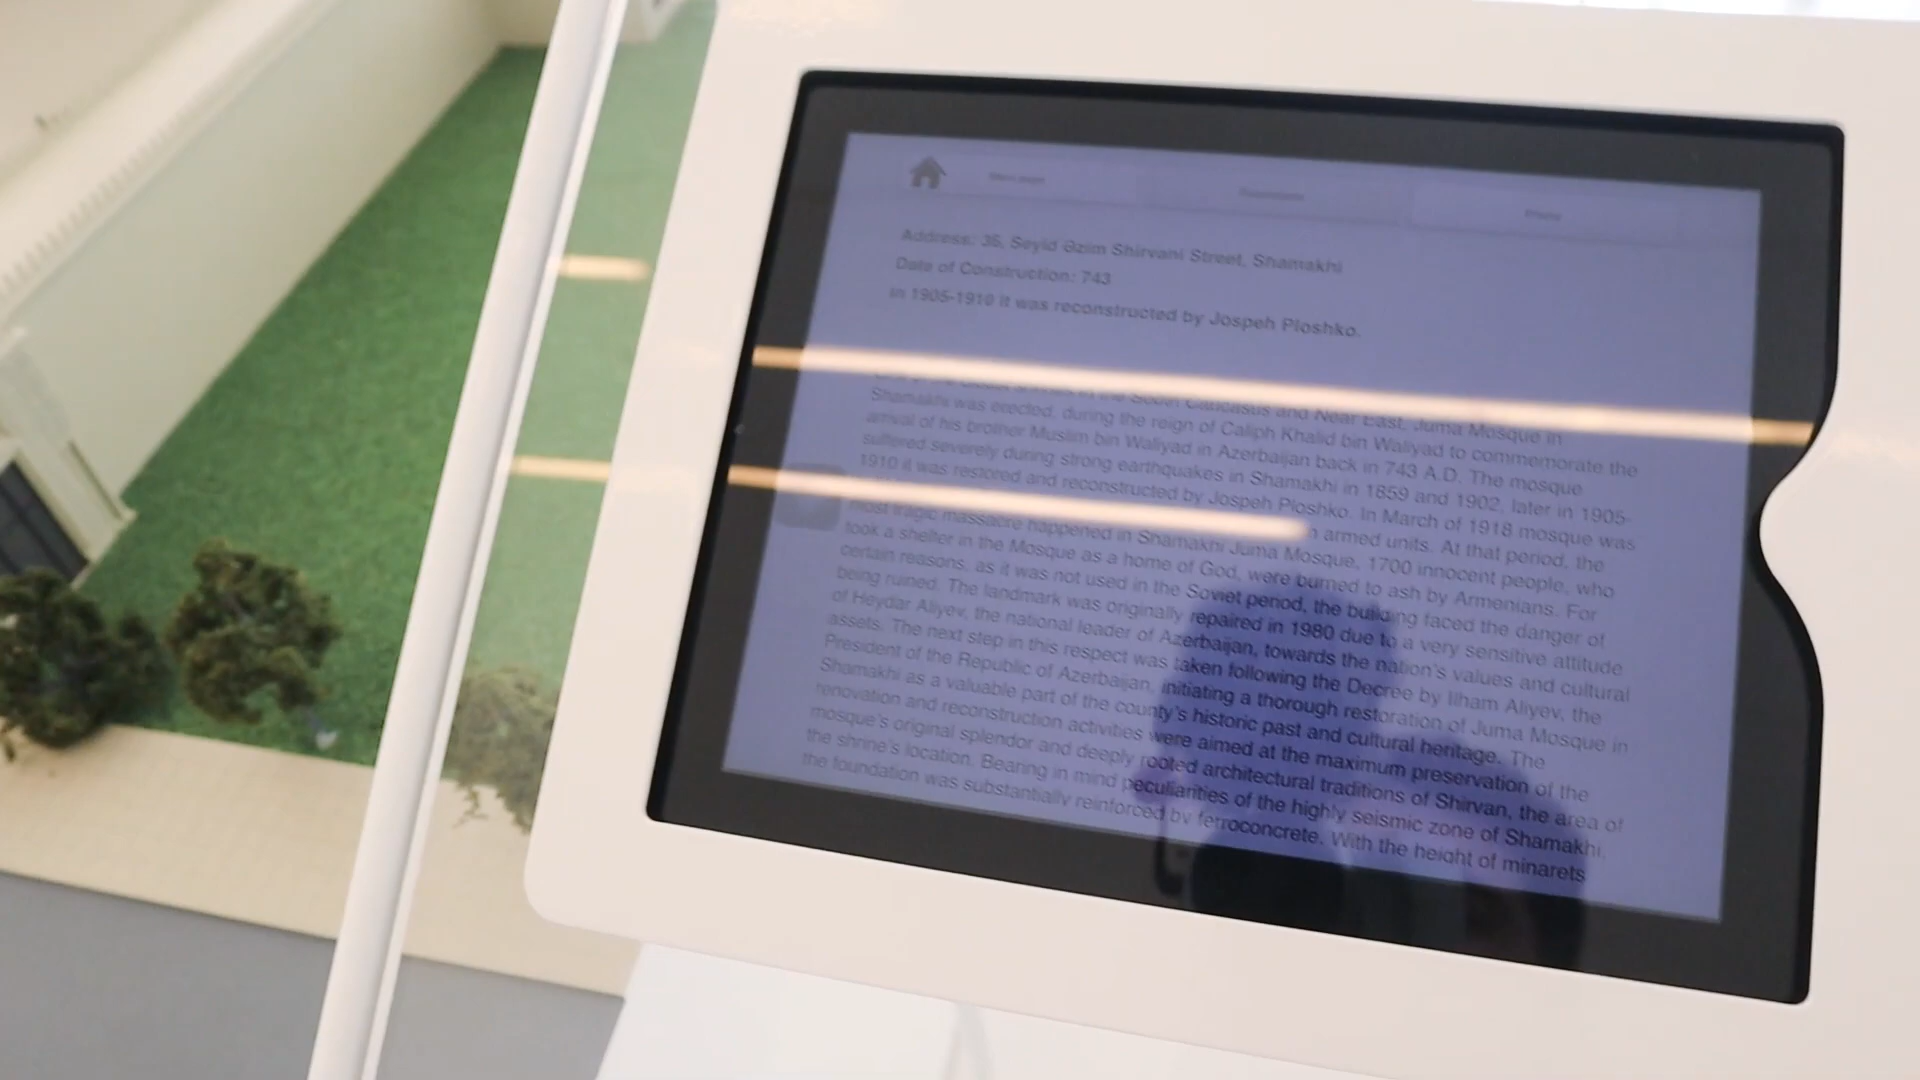 Main page
Address: 35, Seyid Əzim Shirvani Street, Shamakhi
Date of Construction: 743
In 1905-1910 it was reconstructed by Jospeh Ploshko.
in the South Caucasus and Near East, Juma Mosque in
Shamakhi was erected, during the reign of Caliph Khalid bin Waliyad to commemorate the
arrival of his brother Muslim bin Waliyad in Azerbaijan back in 743 A.D. The mosque
suffered severely during strong earthquakes in Shamakhi in 1859 and 1902, later in 1905-
1910 it was restored and reconstructed by Jospeh Ploshko. In March of 1918 mosque was
armed units. At that period, the
most tragic massacre happened in Shamakhi Juma Mosque, 1700 innocent people, who
took a shelter in the Mosque as a home of God, were burned to ash by Armenians. For
certain reasons, as it was not used in the Soviet period, the building faced the danger of
being ruined. The landmark was originally repaired in 1980 due to a very sensitive attitude
of Heydar Aliyev, the national leader of Azerbaijan, towards the nation's values and cultural
assets. The next step in this respect was taken following the Decree by Ilham Aliyev, the
President of the Republic of Azerbaijan, initiating a thorough restoration of Juma Mosque in
Shamakhi as a valuable part of the county's historic past and cultural heritage. The
renovation and reconstruction activities were aimed at the maximum preservation of the
mosque's original splendor and deeply rooted architectural traditions of Shirvan, the area of
the shrine's location. Bearing in mind peculiarities of the highly seismic zone of Shamakhi,
the foundation was substantially reinforced by ferroconcrete. With the height of minarets